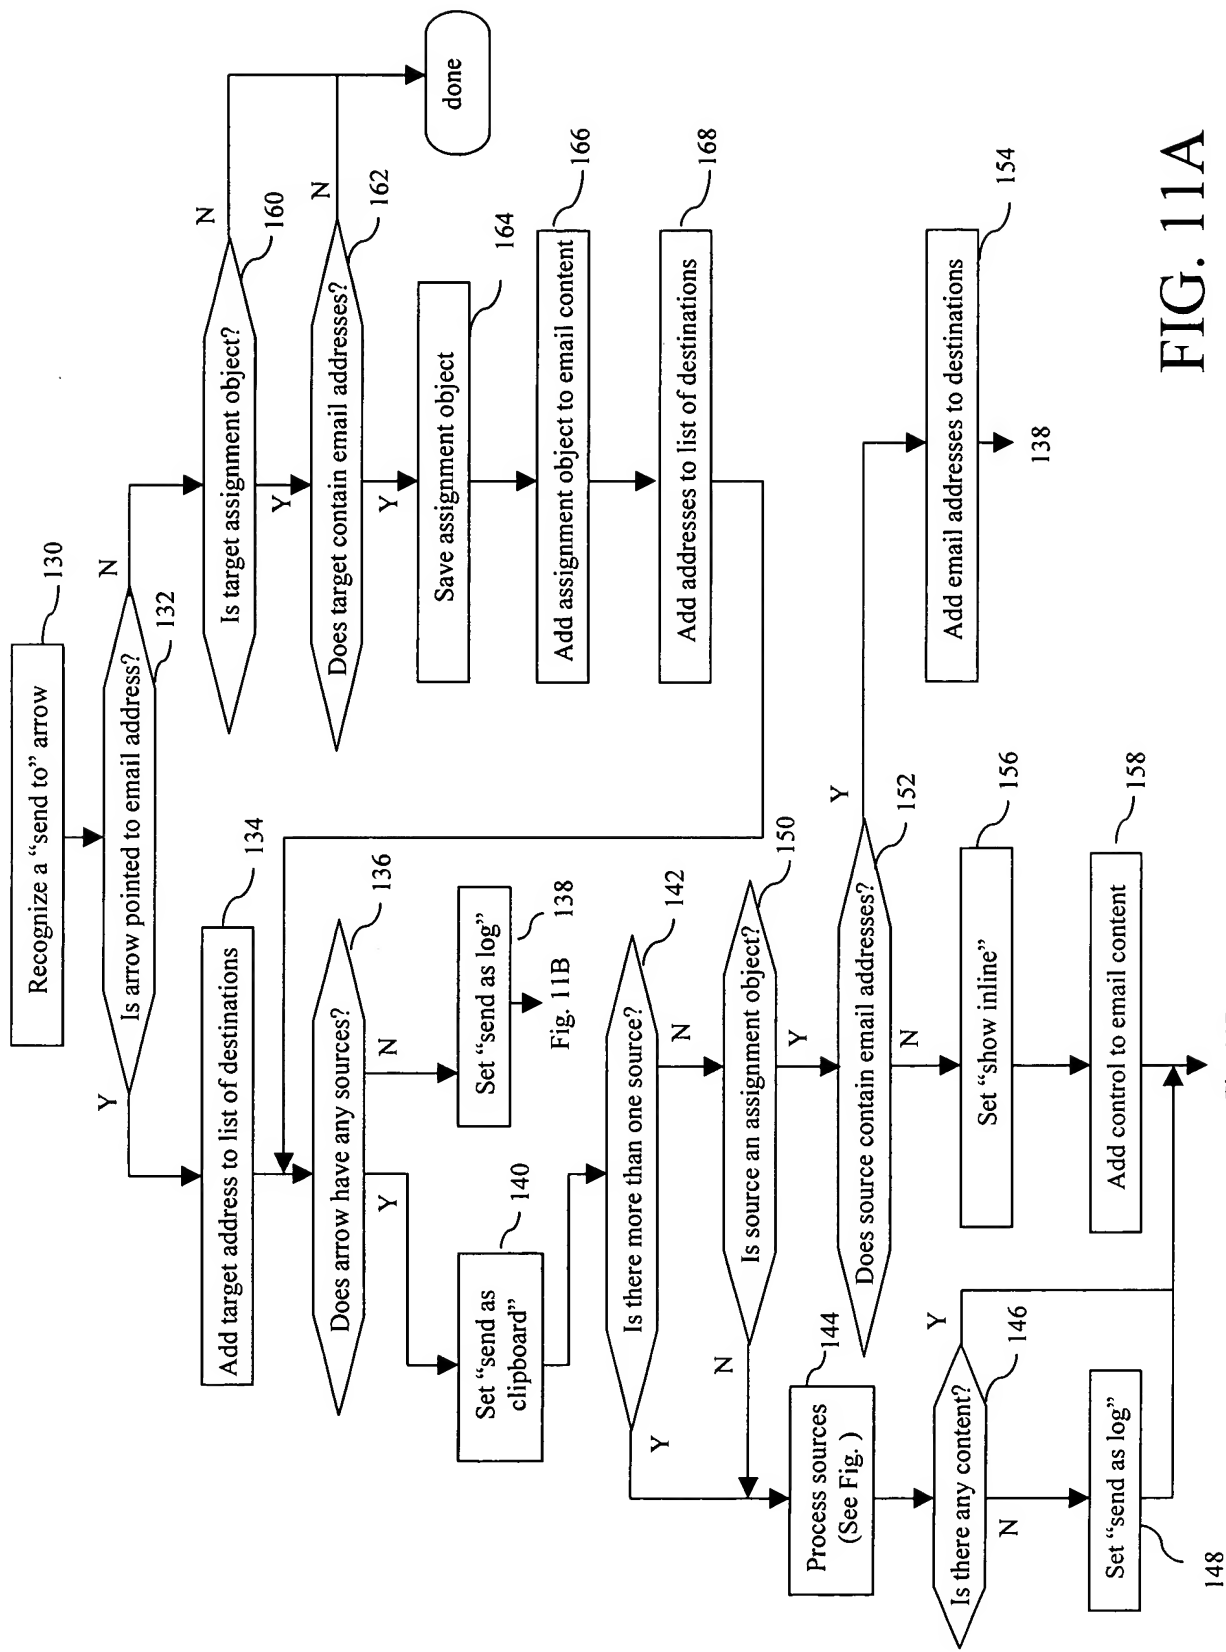 Recognize a “send to” arrow
130
Is arrow pointed to email address?
132
Y
N
Add target address to list of destinations
134
Is target assignment object?
160
N
Y
Does target contain email addresses?
162
N
Y
done
Save assignment object
164
Add assignment object to email content
166
Add addresses to list of destinations
168
Does arrow have any sources?
136
Y
N
Set “send as log”
138
Fig. 11B
Set “send as
clipboard”
140
Is there more than one source?
142
Y
N
Is source an assignment object?
150
N
Y
Process sources
(See Fig. )
144
Does source contain email addresses?
152
Y
N
Add email addresses to destinations
154
138
Is there any content?
146
Y
N
Set “show inline”
156
Set “send as log”
148
Add control to email content
158
FIG. 11A